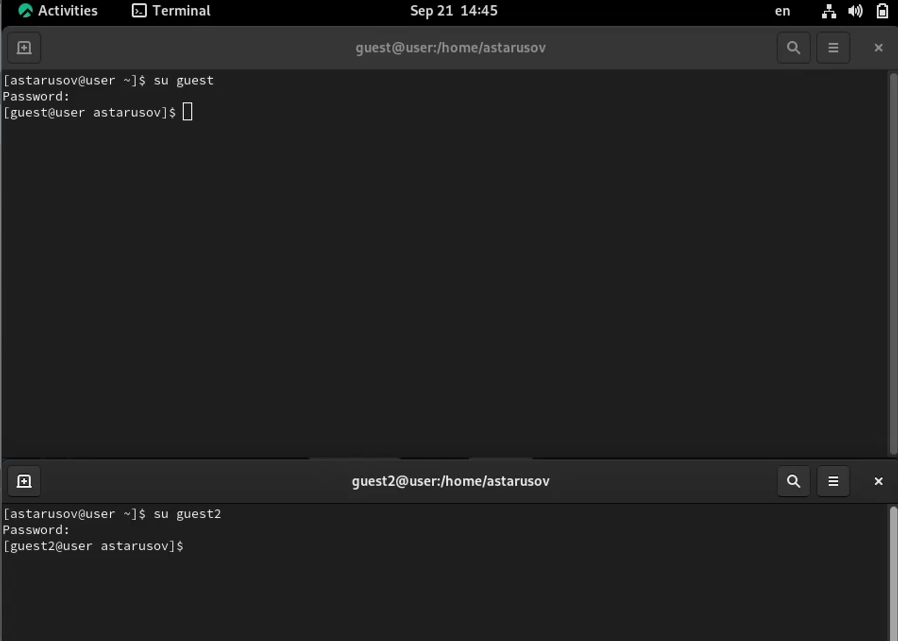 Activities Terminal Sep 21 14:45 en
guest@user:/home/astarusov
[astarusov@user ~]$ su guest
Password:
[guest@user astarusov]$
guest2@user:/home/astarusov
[astarusov@user ~]$ su guest2
Password:
[guest2@user astarusov]$